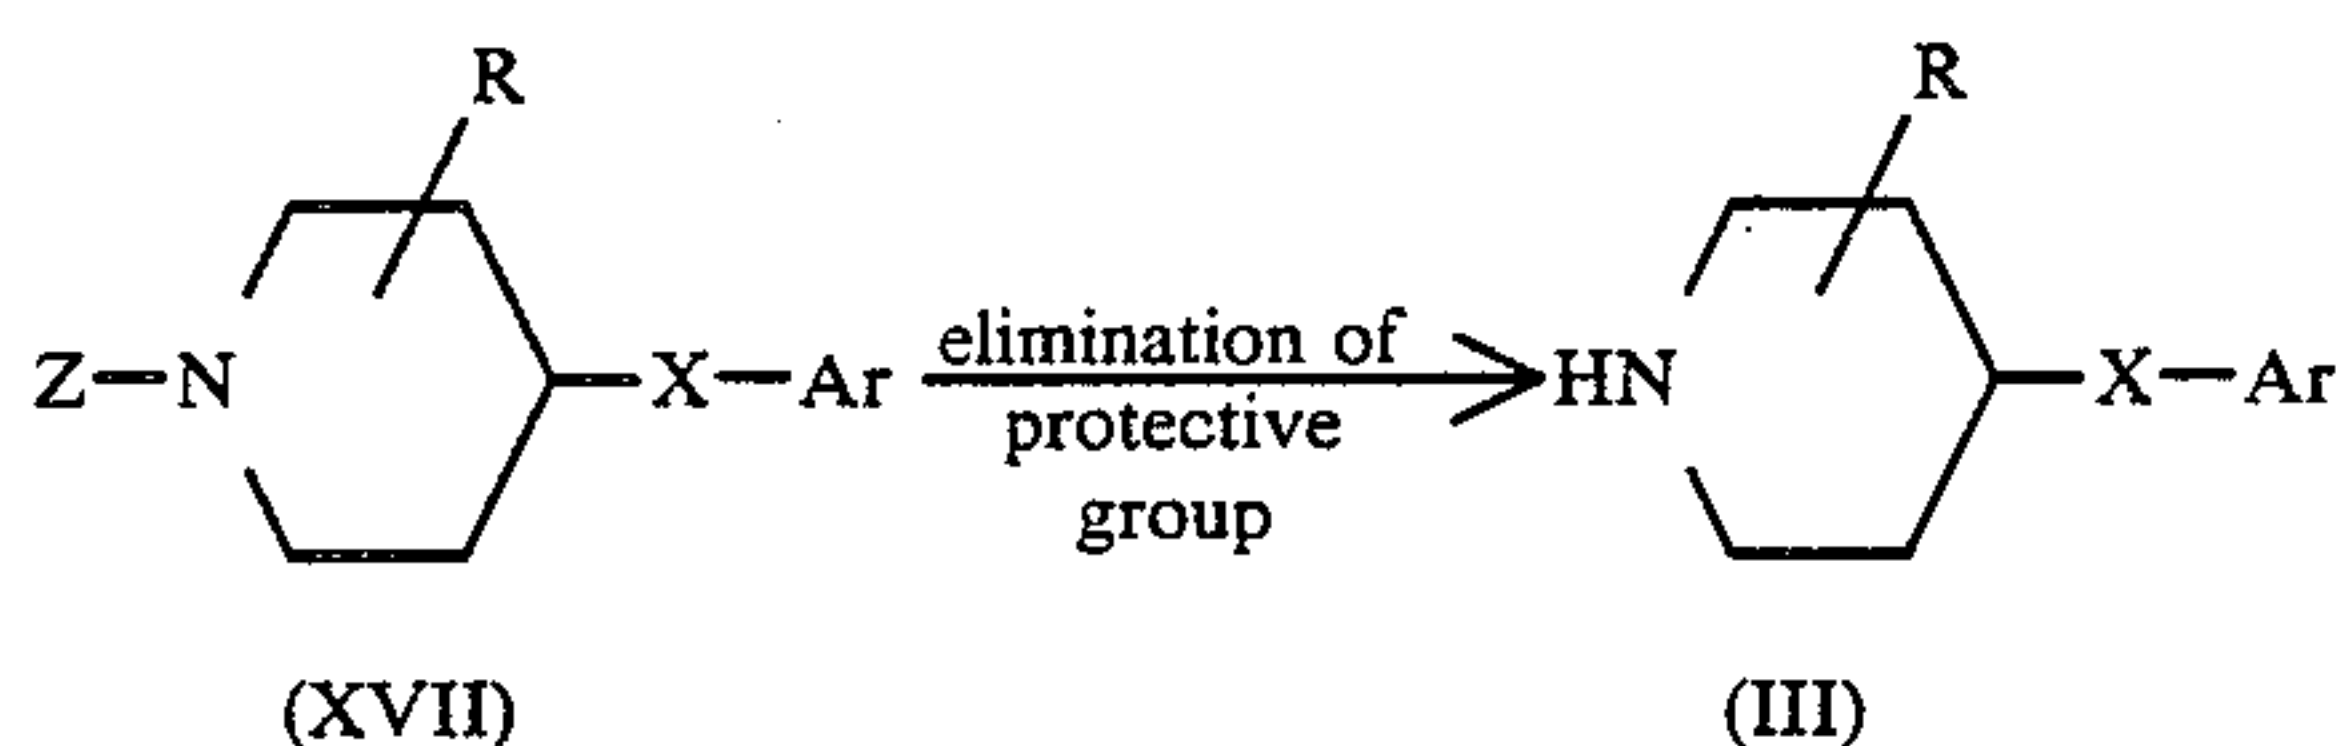 R R
Z—N X—Ar elimination of HN X—Ar
protective
group
(XVII) (III)